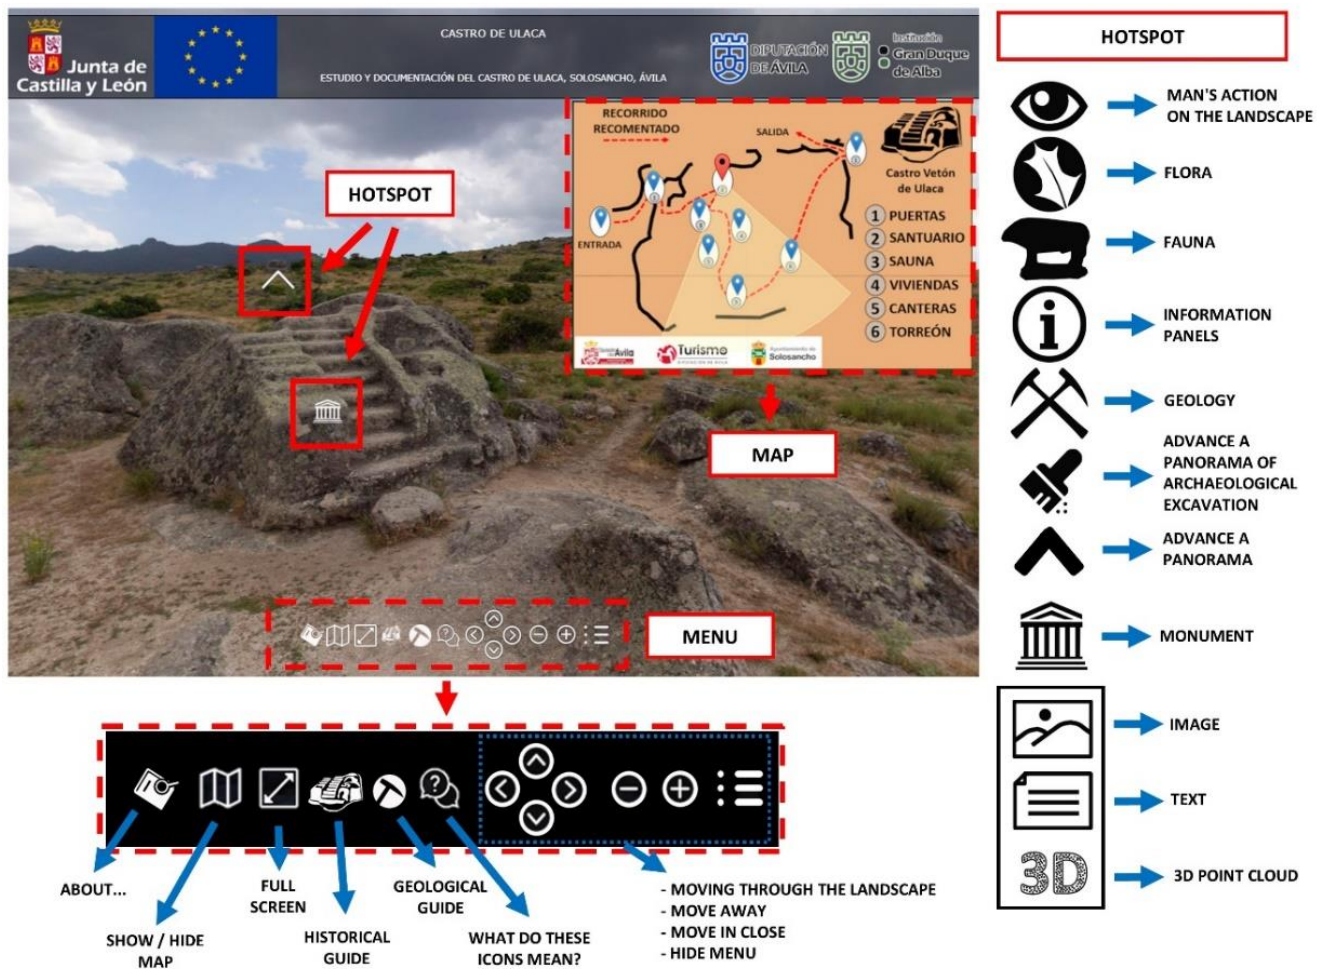 Junta de
Castilla y León
CASTRO DE ULACA
ESTUDIO Y DOCUMENTACIÓN DEL CASTRO DE ULACA, SOLOSANCHO, ÁVILA
DIPUTACIÓN
DE ÁVILA
Institución
Gran Duque
de Alba
RECORRIDO
RECOMENTADO
SALIDA
ENTRADA
Castro Vetón
de Ulaca
1 PUERTAS
2 SANTUARIO
3 SAUNA
4 VIVIENDAS
5 CANTERAS
6 TORREÓN
Turismo
Ayuntamiento de
Solosancho
HOTSPOT
MAP
MENU
ABOUT...
SHOW / HIDE
MAP
FULL
SCREEN
HISTORICAL
GUIDE
GEOLOGICAL
GUIDE
WHAT DO THESE
ICONS MEAN?
- MOVING THROUGH THE LANDSCAPE
- MOVE AWAY
- MOVE IN CLOSE
- HIDE MENU
HOTSPOT
MAN'S ACTION
ON THE LANDSCAPE
FLORA
FAUNA
INFORMATION
PANELS
GEOLOGY
ADVANCE A
PANORAMA OF
ARCHAEOLOGICAL
EXCAVATION
ADVANCE A
PANORAMA
MONUMENT
IMAGE
TEXT
3D
3D POINT CLOUD